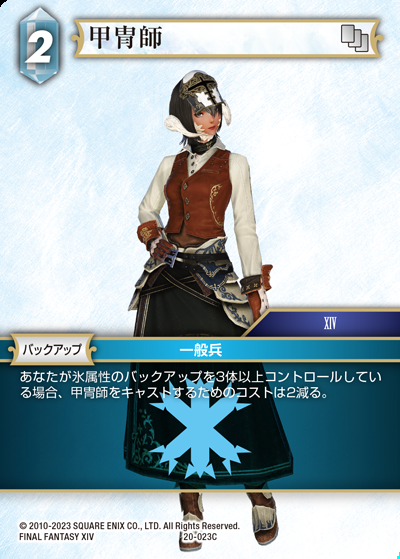 2
甲冑師
XIV
バックアップ
一般兵
あなたが氷属性のバックアップを3体以上コントロールしてい
る場合、甲冑師をキャストするためのコストは2減る。
© 2010-2023 SQUARE ENIX CO., LTD. All Rights Reserved.
FINAL FANTASY XIV
20-023C